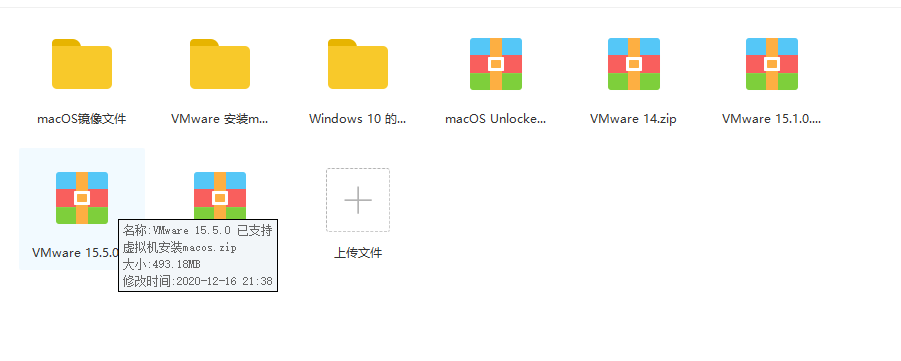 macOS镜像文件
VMware 安装m...
Windows 10 的...
macOS Unlocke...
VMware 14.zip
VMware 15.1.0....
VMware 15.5.0
上传文件
名称:VMware 15.5.0 已支持
虚拟机安装macos.zip
大小:493.18MB
修改时间:2020-12-16 21:38